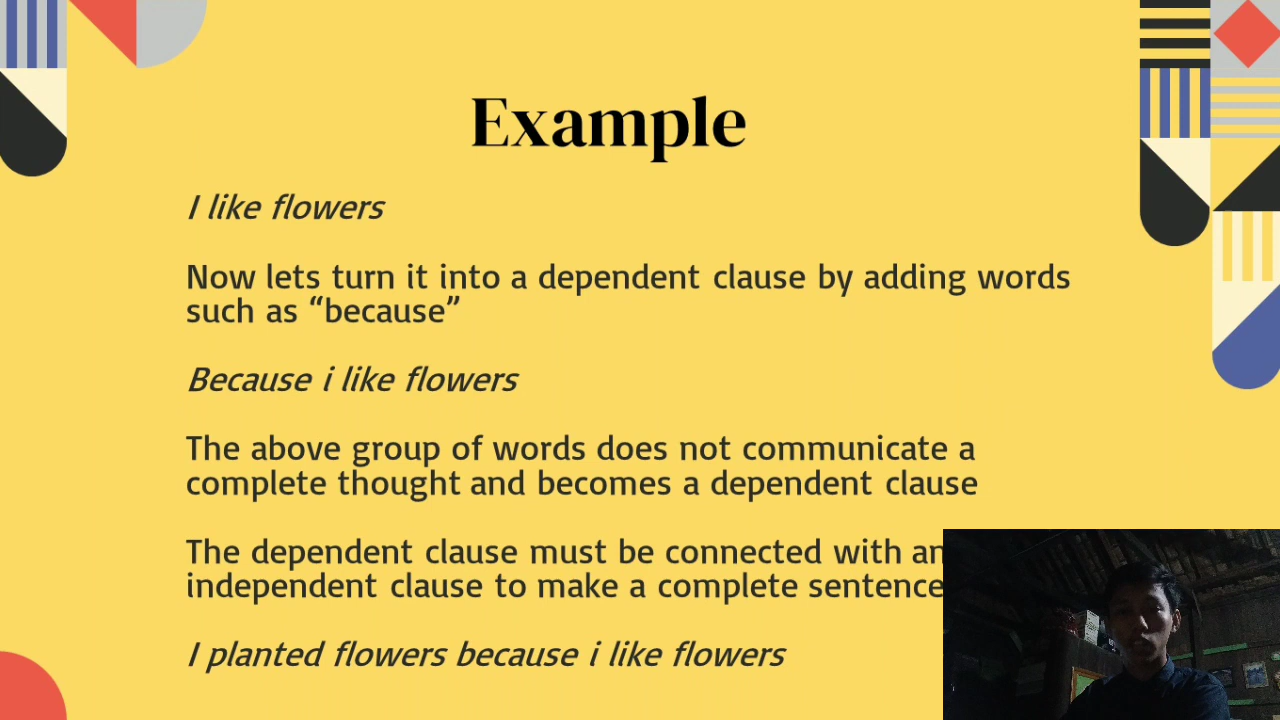 Example
I like flowers
Now lets turn it into a dependent clause by adding words
such as “because”
Because i like flowers
The above group of words does not communicate a
complete thought and becomes a dependent clause
The dependent clause must be connected with an
independent clause to make a complete sentence
I planted flowers because i like flowers